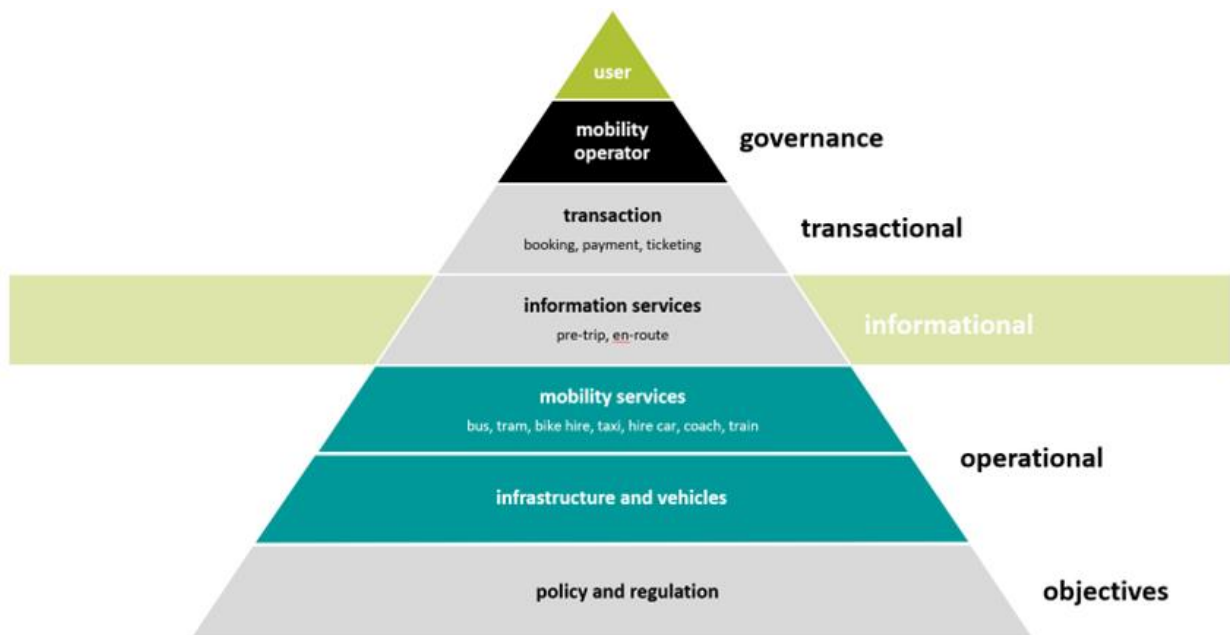 user
mobility
operator
governance
transaction
booking, payment, ticketing
transactional
information services
pre-trip, en-route
informational
mobility services
bus, tram, bike hire, taxi, hire car, coach, train
operational
infrastructure and vehicles
policy and regulation
objectives